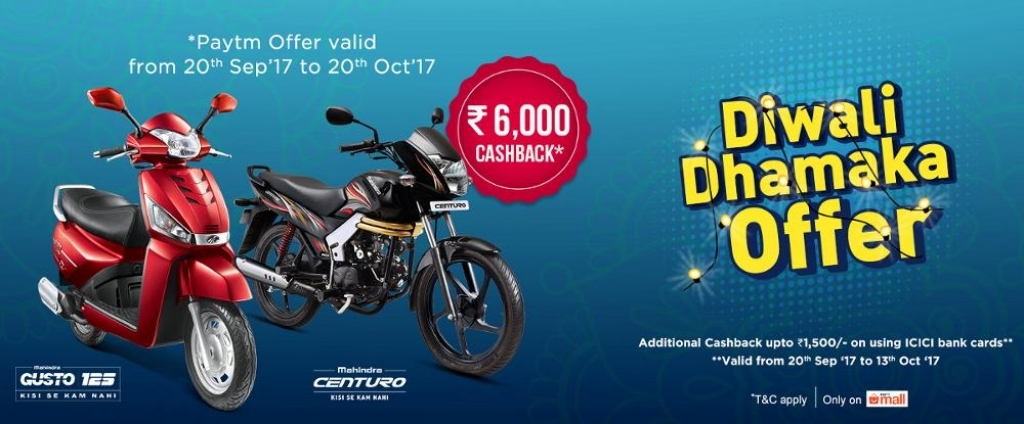 *Paytm Offer valid
from 20th Sep'17 to 20th Oct'17
₹ 6,000
CASHBACK*
CENTURO
Diwali
Dhamaka
Offer
Additional Cashback upto ₹1,500/- on using ICICI bank cards**
**Valid from 20th Sep '17 to 13th Oct '17
Mahindra
GUSTO 125
KISI SE KAM NAHI
Mahindra
CENTURO
KISI SE KAM NAHI
*T&C apply | Only on
mall